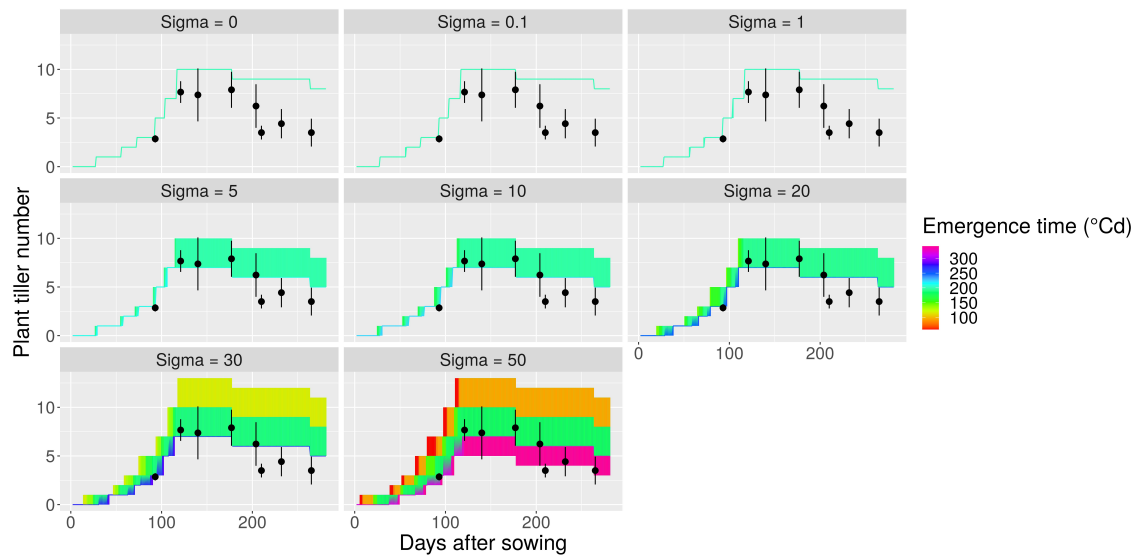 Sigma = 0
Sigma = 0.1
Sigma = 1
10
5
0
Sigma = 5
Sigma = 10
Sigma = 20
10
5
0
0
100
200
Sigma = 30
Sigma = 50
10
5
0
0
100
200
0
100
200
Plant tiller number
Days after sowing
Emergence time (°Cd)
300
250
200
150
100